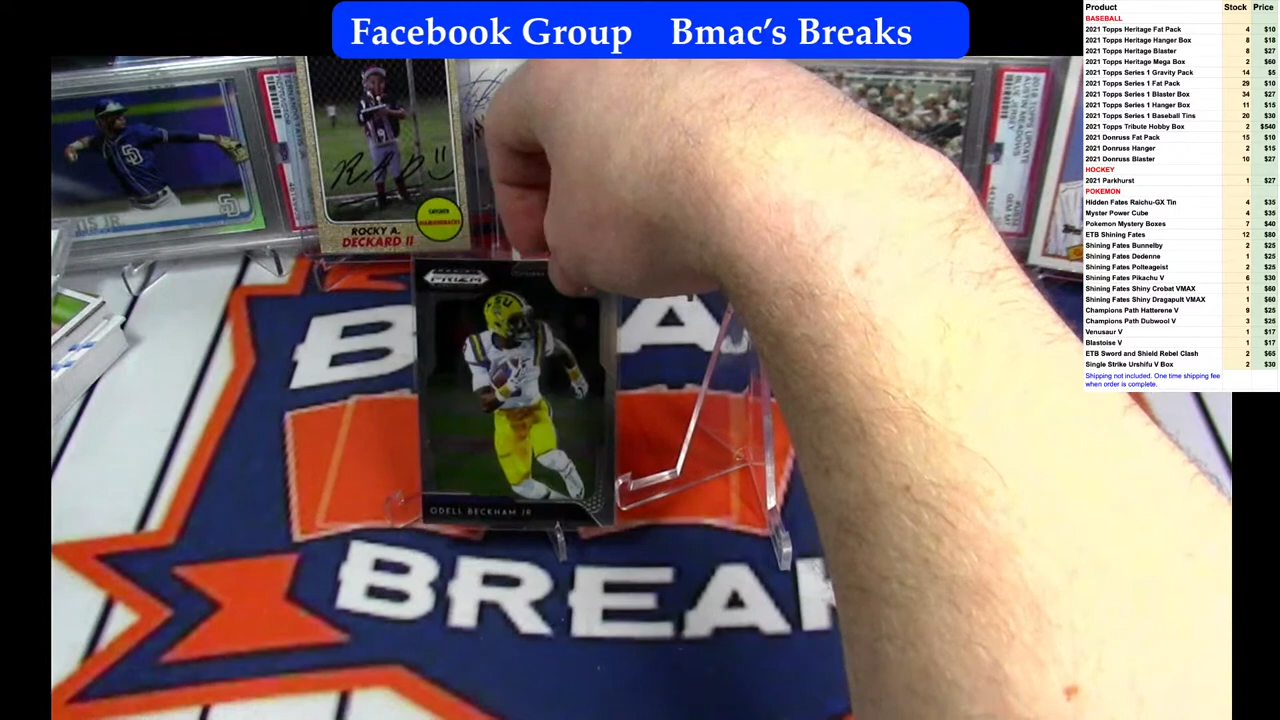 Facebook Group Bmac's Breaks
Product Stock Price
BASEBALL
2021 Topps Heritage Fat Pack 4 $10
2021 Topps Heritage Hanger Box 8 $18
2021 Topps Heritage Blaster 8 $27
2021 Topps Heritage Mega Box 2 $60
2021 Topps Series 1 Gravity Pack 14 $5
2021 Topps Series 1 Fat Pack 29 $10
2021 Topps Series 1 Blaster Box 34 $27
2021 Topps Series 1 Hanger Box 11 $15
2021 Topps Series 1 Baseball Tins 20 $30
2021 Topps Tribute Hobby Box 2 $540
2021 Donruss Fat Pack 15 $10
2021 Donruss Hanger 2 $15
2021 Donruss Blaster 10 $27
HOCKEY
2021 Parkhurst 1 $27
POKEMON
Hidden Fates Raichu-GX Tin 4 $35
Myster Power Cube 4 $35
Pokemon Mystery Boxes 7 $40
ETB Shining Fates 12 $80
Shining Fates Bunnelby 2 $25
Shining Fates Dedenne 1 $25
Shining Fates Polteageist 2 $25
Shining Fates Pikachu V 6 $30
Shining Fates Shiny Crobat VMAX 1 $60
Shining Fates Shiny Dragapult VMAX 1 $60
Champions Path Hatterene V 9 $25
Champions Path Dubwool V 3 $25
Venusaur V 1 $17
Blastoise V 1 $17
ETB Sword and Shield Rebel Clash 2 $65
Single Strike Urshifu V Box 2 $30
Shipping not included. One time shipping fee
when order is complete.
SD
IS JR
CATCHER
DIAMONDBACKS
ROCKY A.
DECKARD II
PRIZM
ODELL BECKHAM JR
BREA